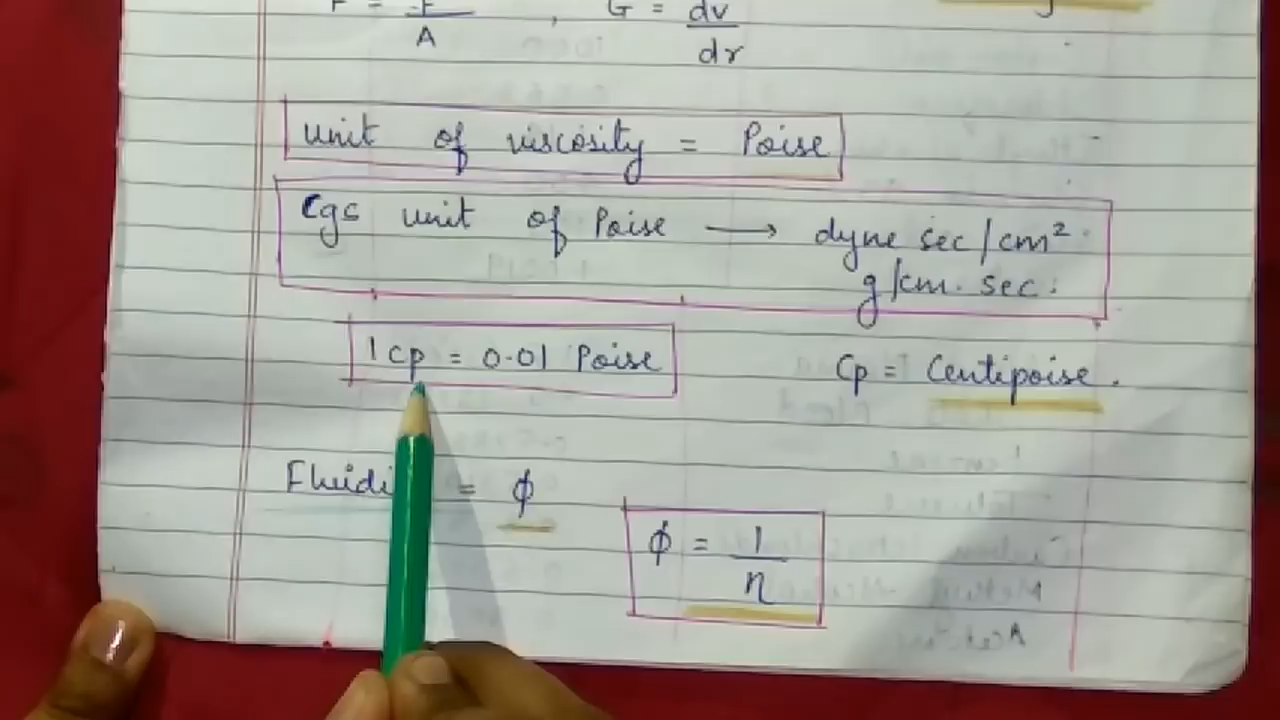 F = F/A , G = dv/dr
unit of viscosity = Poise
Cgs unit of Poise → dyne sec/cm²
g/cm. sec.
1 cp = 0.01 Poise
Cp = Centipoise.
Fluidi = ϕ
ϕ = 1/η